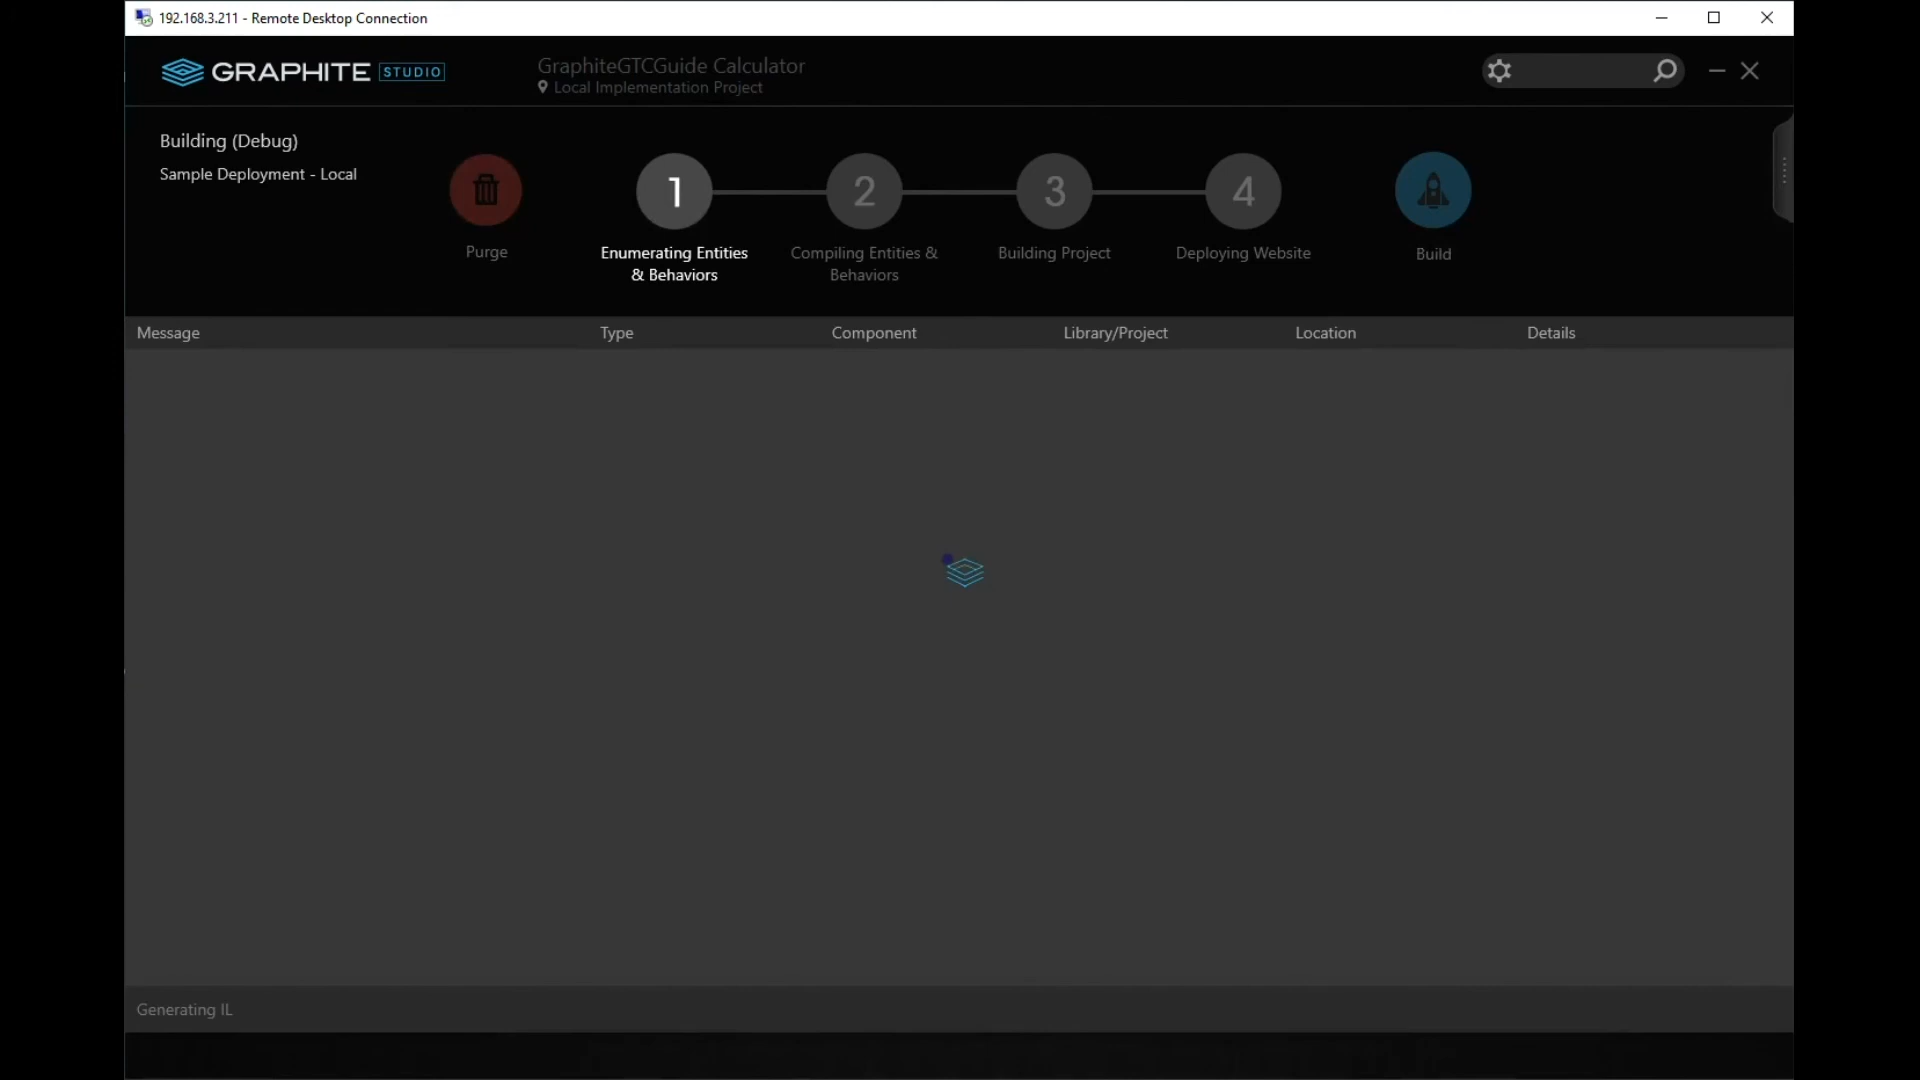 192.168.3.211 - Remote Desktop Connection
GRAPHITE STUDIO
GraphiteGTCGuide Calculator
Local Implementation Project
Building (Debug)
Sample Deployment - Local
Purge
1
Enumerating Entities
& Behaviors
2
Compiling Entities &
Behaviors
3
Building Project
4
Deploying Website
Build
Message Type Component Library/Project Location Details
Generating IL